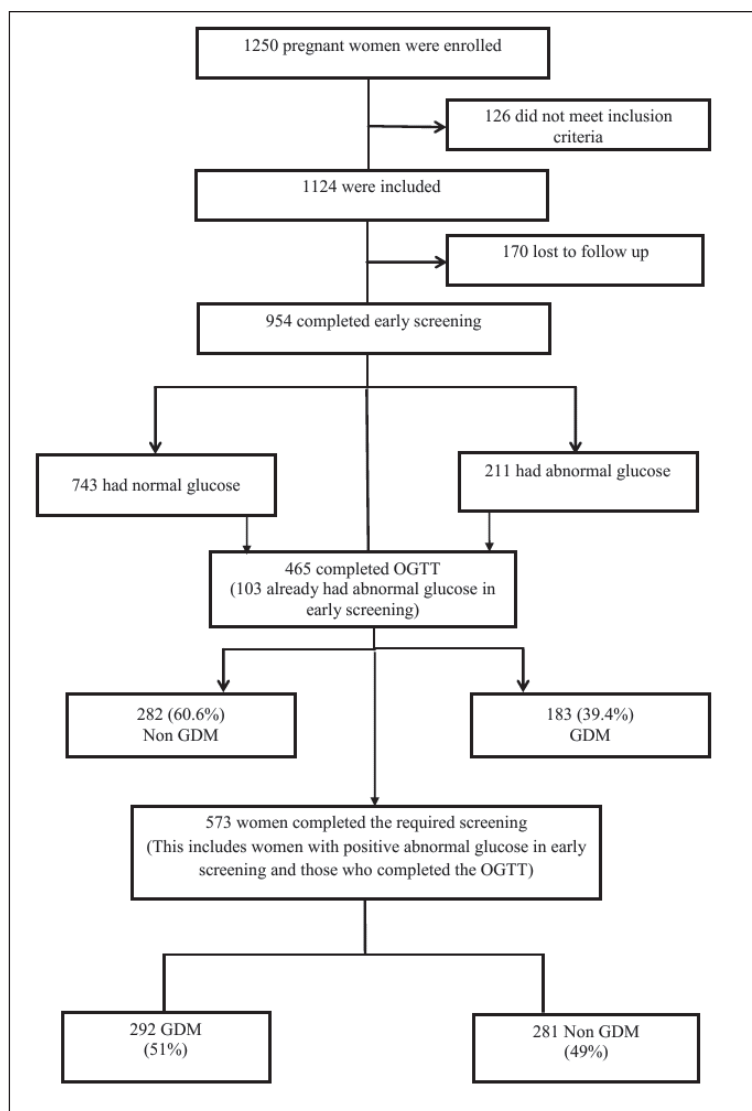 1250 pregnant women were enrolled
126 did not meet inclusion
criteria
1124 were included
170 lost to follow up
954 completed early screening
743 had normal glucose
211 had abnormal glucose
465 completed OGTT
(103 already had abnormal glucose in
early screening)
282 (60.6%)
Non GDM
183 (39.4%)
GDM
573 women completed the required screening
(This includes women with positive abnormal glucose in early
screening and those who completed the OGTT)
292 GDM
(51%)
281 Non GDM
(49%)